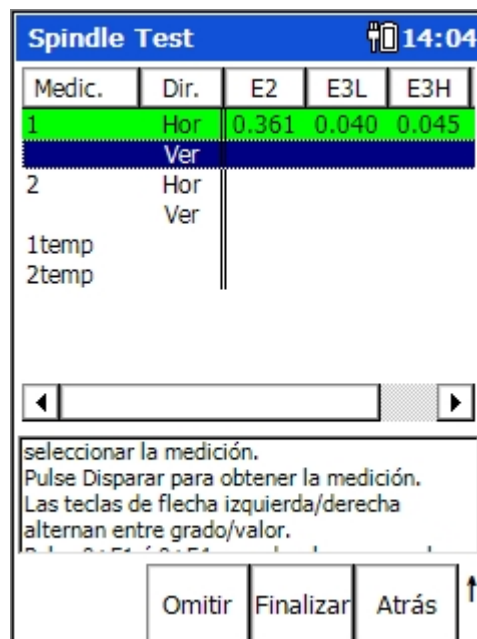 Spindle Test 14:04
Medic. Dir. E2 E3L E3H
1 Hor 0.361 0.040 0.045
Ver
2 Hor
Ver
1temp
2temp
seleccionar la medición.
Pulse Disparar para obtener la medición.
Las teclas de flecha izquierda/derecha
alternan entre grado/valor.
Omitir Finalizar Atrás